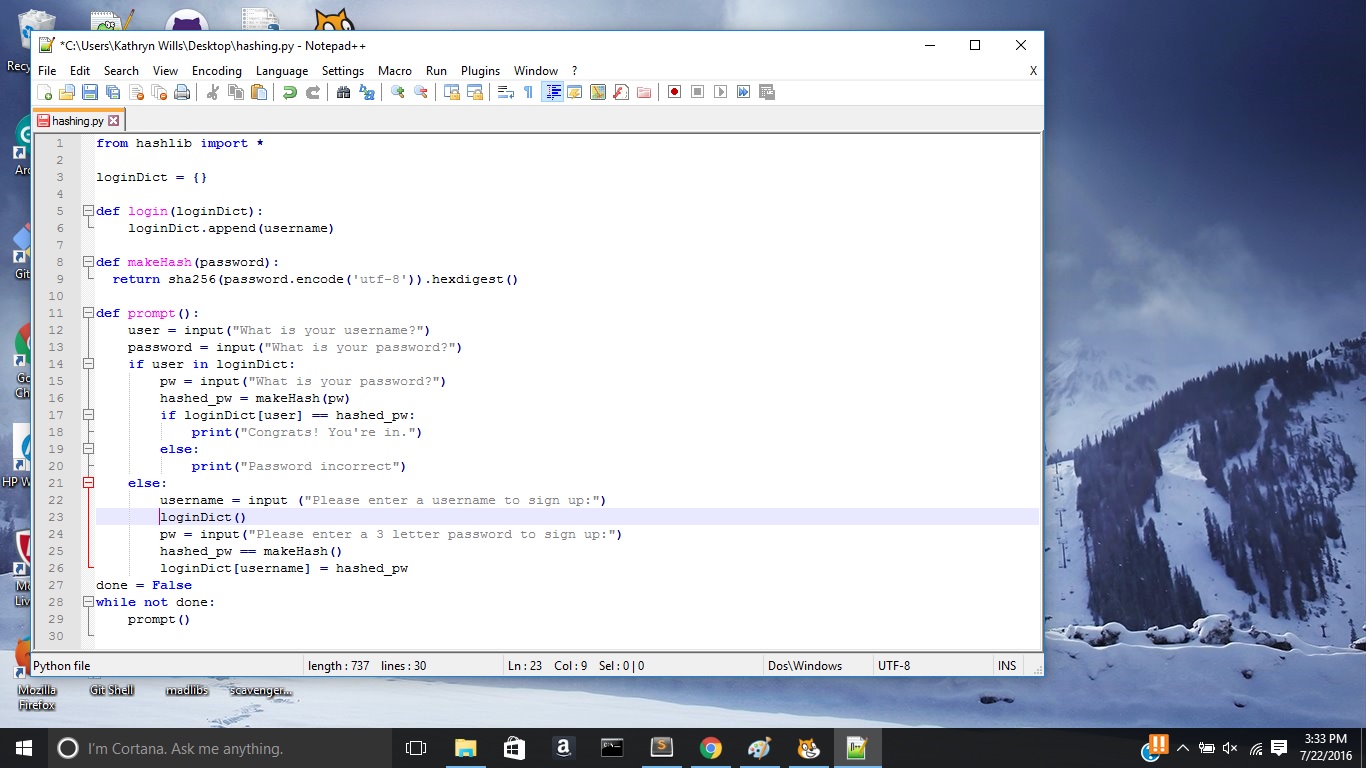 Recy
*C:\Users\Kathryn Wills\Desktop\hashing.py - Notepad++
File Edit Search View Encoding Language Settings Macro Run Plugins Window ? X
hashing.py
1 from hashlib import *
2
3 loginDict = {}
4
5 def login(loginDict):
6     loginDict.append(username)
7
8 def makeHash(password):
9   return sha256(password.encode('utf-8')).hexdigest()
10
11 def prompt():
12     user = input("What is your username?")
13     password = input("What is your password?")
14     if user in loginDict:
15         pw = input("What is your password?")
16         hashed_pw = makeHash(pw)
17         if loginDict[user] == hashed_pw:
18             print("Congrats! You're in.")
19         else:
20             print("Password incorrect")
21     else:
22         username = input ("Please enter a username to sign up:")
23         loginDict()
24         pw = input("Please enter a 3 letter password to sign up:")
25         hashed_pw == makeHash()
26         loginDict[username] = hashed_pw
27 done = False
28 while not done:
29     prompt()
30
Python file length : 737 lines : 30 Ln : 23 Col : 9 Sel : 0 | 0 Dos\Windows UTF-8 INS
Ar
Git
Go
Ch
HP W
Mo
Liv
Mozilla
Firefox
Git Shell
madlibs
scavenger...
I'm Cortana. Ask me anything.
3:33 PM
7/22/2016